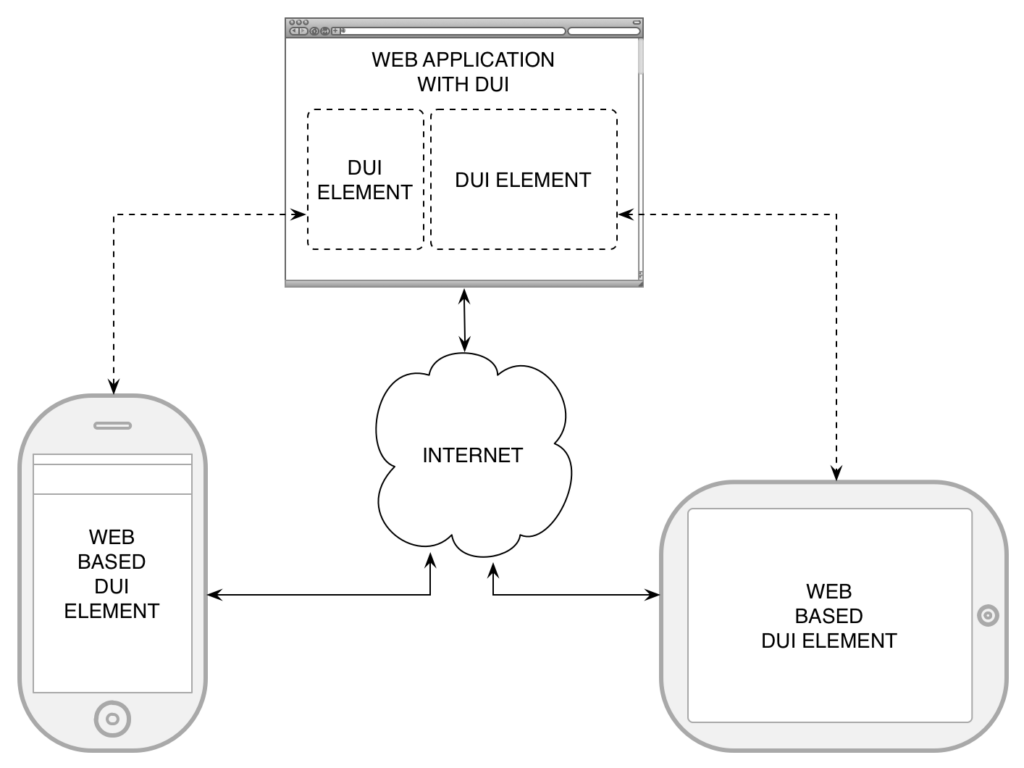 WEB APPLICATION
WITH DUI
DUI
ELEMENT
DUI ELEMENT
INTERNET
WEB
BASED
DUI
ELEMENT
WEB
BASED
DUI ELEMENT